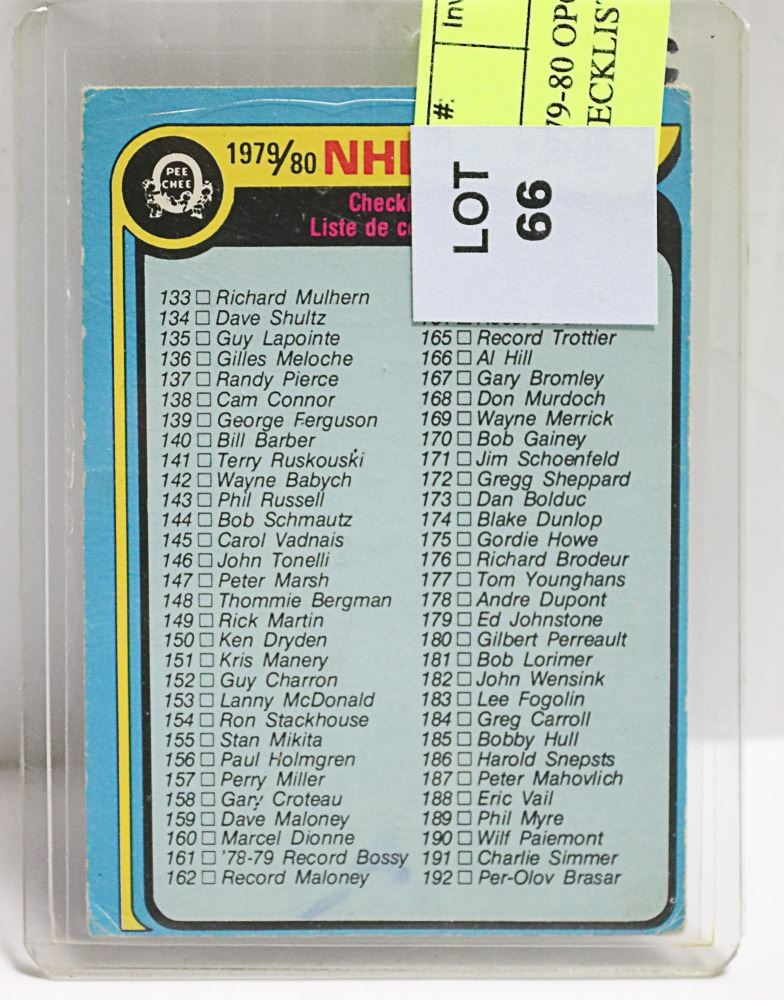 Inv
#:
79-80 OPC
ECKLIS
LOT
66
PEE
CHEE
1979/80 NHL
Checkl
Liste de co
133 □ Richard Mulhern
134 □ Dave Shultz
135 □ Guy Lapointe
136 □ Gilles Meloche
137 □ Randy Pierce
138 □ Cam Connor
139 □ George Ferguson
140 □ Bill Barber
141 □ Terry Ruskouski
142 □ Wayne Babych
143 □ Phil Russell
144 □ Bob Schmautz
145 □ Carol Vadnais
146 □ John Tonelli
147 □ Peter Marsh
148 □ Thommie Bergman
149 □ Rick Martin
150 □ Ken Dryden
151 □ Kris Manery
152 □ Guy Charron
153 □ Lanny McDonald
154 □ Ron Stackhouse
155 □ Stan Mikita
156 □ Paul Holmgren
157 □ Perry Miller
158 □ Gary Croteau
159 □ Dave Maloney
160 □ Marcel Dionne
161 □ '78-79 Record Bossy
162 □ Record Maloney
165 □ Record Trottier
166 □ Al Hill
167 □ Gary Bromley
168 □ Don Murdoch
169 □ Wayne Merrick
170 □ Bob Gainey
171 □ Jim Schoenfeld
172 □ Gregg Sheppard
173 □ Dan Bolduc
174 □ Blake Dunlop
175 □ Gordie Howe
176 □ Richard Brodeur
177 □ Tom Younghans
178 □ Andre Dupont
179 □ Ed Johnstone
180 □ Gilbert Perreault
181 □ Bob Lorimer
182 □ John Wensink
183 □ Lee Fogolin
184 □ Greg Carroll
185 □ Bobby Hull
186 □ Harold Snepsts
187 □ Peter Mahovlich
188 □ Eric Vail
189 □ Phil Myre
190 □ Wilf Paiemont
191 □ Charlie Simmer
192 □ Per-Olov Brasar